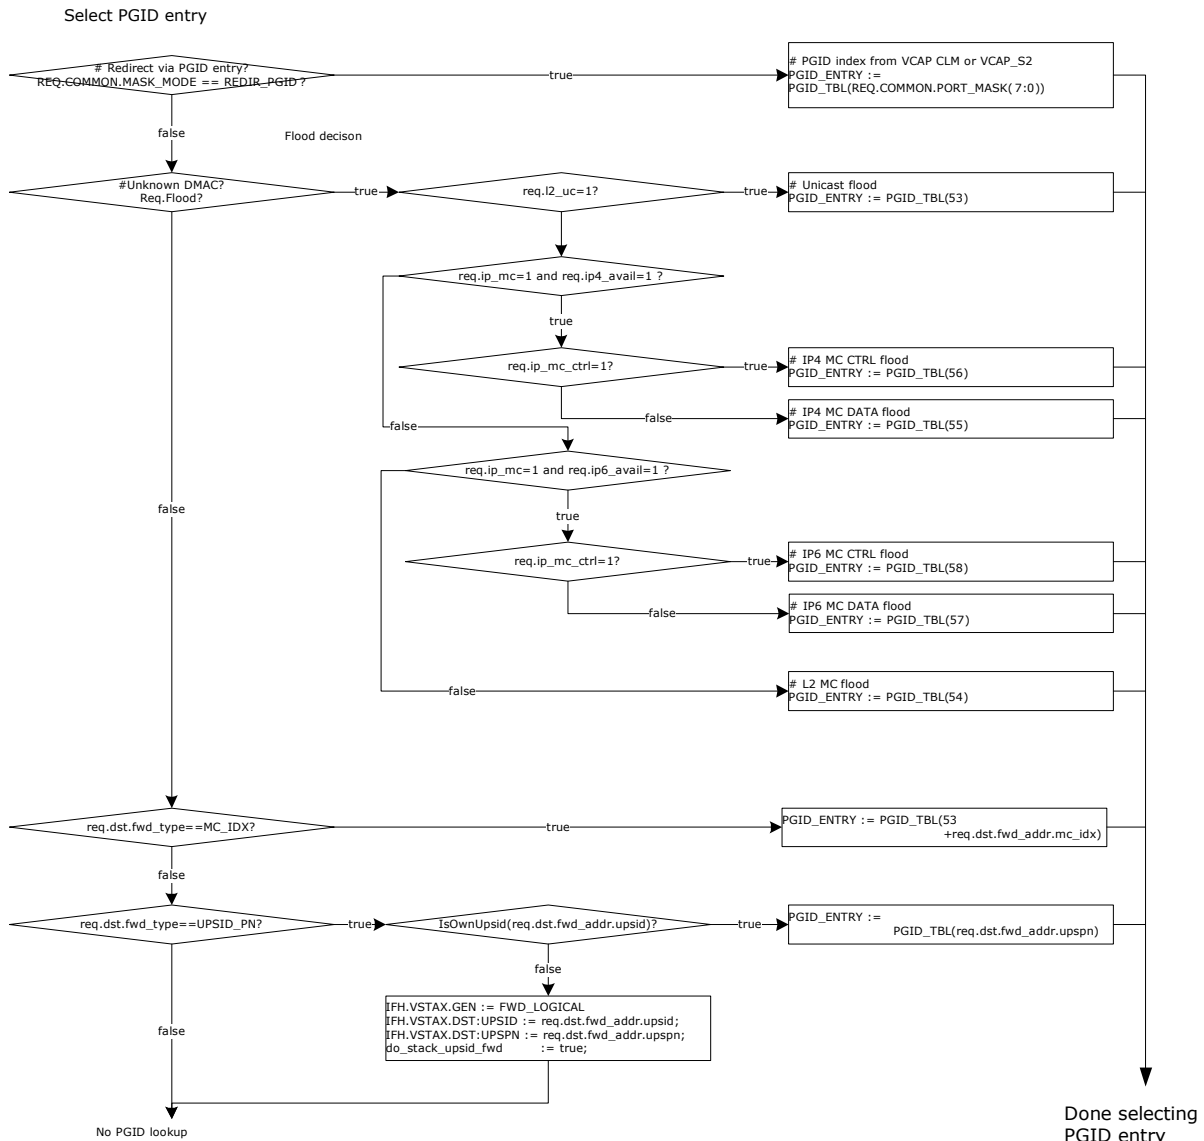 Select PGID entry
# Redirect via PGID entry?
REQ.COMMON.MASK_MODE == REDIR_PGID ?
true
# PGID index from VCAP CLM or VCAP_S2
PGID_ENTRY :=
PGID_TBL(REQ.COMMON.PORT_MASK( 7:0))
false
Flood decison
#Unknown DMAC?
Req.Flood?
true
req.l2_uc=1?
true
# Unicast flood
PGID_ENTRY := PGID_TBL(53)
req.ip_mc=1 and req.ip4_avail=1 ?
true
req.ip_mc_ctrl=1?
true
# IP4 MC CTRL flood
PGID_ENTRY := PGID_TBL(56)
false
# IP4 MC DATA flood
PGID_ENTRY := PGID_TBL(55)
false
req.ip_mc=1 and req.ip6_avail=1 ?
false
true
req.ip_mc_ctrl=1?
true
# IP6 MC CTRL flood
PGID_ENTRY := PGID_TBL(58)
false
# IP6 MC DATA flood
PGID_ENTRY := PGID_TBL(57)
false
# L2 MC flood
PGID_ENTRY := PGID_TBL(54)
req.dst.fwd_type==MC_IDX?
true
PGID_ENTRY := PGID_TBL(53
+req.dst.fwd_addr.mc_idx)
false
req.dst.fwd_type==UPSID_PN?
true
IsOwnUpsid(req.dst.fwd_addr.upsid)?
true
PGID_ENTRY :=
PGID_TBL(req.dst.fwd_addr.upspn)
false
IFH.VSTAX.GEN := FWD_LOGICAL
IFH.VSTAX.DST:UPSID := req.dst.fwd_addr.upsid;
IFH.VSTAX.DST:UPSPN := req.dst.fwd_addr.upspn;
do_stack_upsid_fwd := true;
false
No PGID lookup
Done selecting
PGID entry